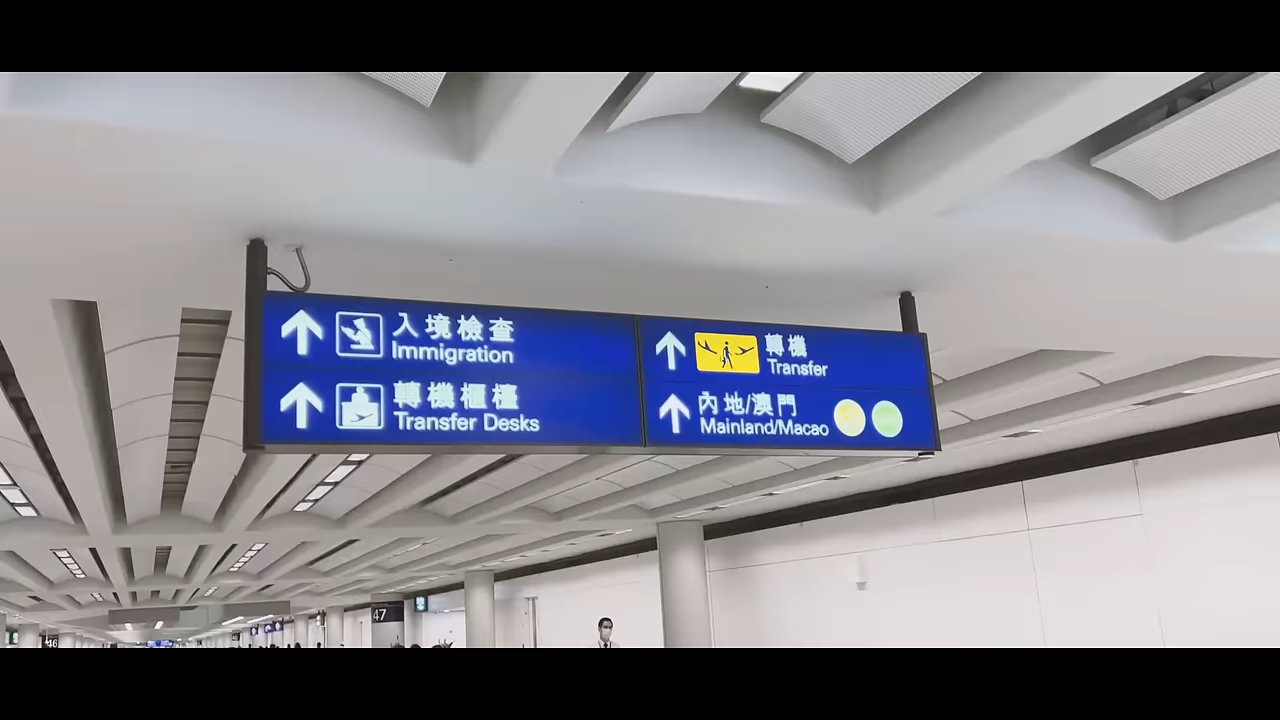 入境檢查
Immigration
轉機櫃檯
Transfer Desks
轉機
Transfer
內地/澳門
Mainland/Macao
47
46